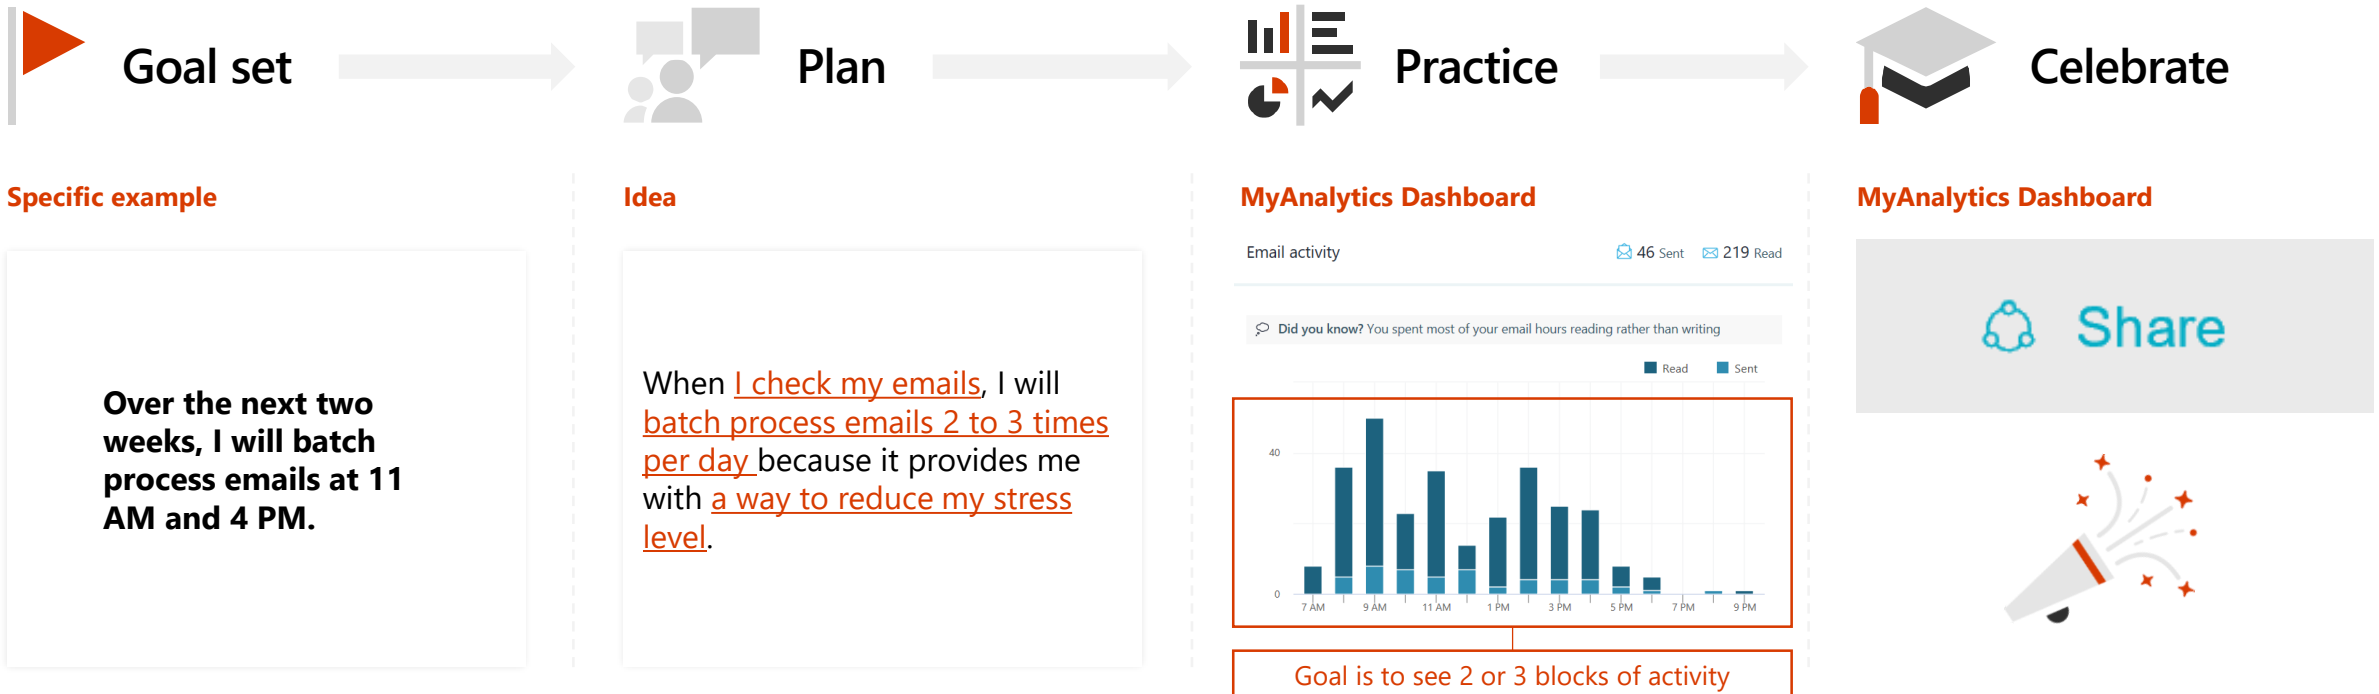 Goal set
Plan
Practice
Celebrate
Specific example
Over the next two
weeks, I will batch
process emails at 11
AM and 4 PM.
Idea
When I check my emails, I will
batch process emails 2 to 3 times
per day because it provides me
with a way to reduce my stress
level.
MyAnalytics Dashboard
Email activity
46 Sent 219 Read
Did you know? You spent most of your email hours reading rather than writing
Read Sent
40
0
7 AM 9 AM 11 AM 1 PM 3 PM 5 PM 7 PM 9 PM
Goal is to see 2 or 3 blocks of activity
MyAnalytics Dashboard
Share